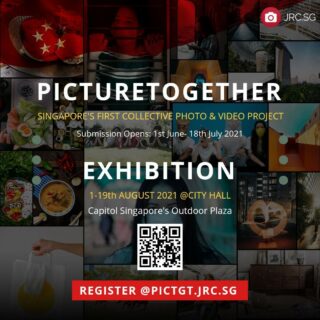 JRC.SG
PICTURETOGETHER
SINGAPORE'S FIRST COLLECTIVE PHOTO & VIDEO PROJECT
Submission Opens: 1st June- 18th July 2021
EXHIBITION
1-19th AUGUST 2021 @CITY HALL
Capitol Singapore's Outdoor Plaza
REGISTER @PICTGT.JRC.SG